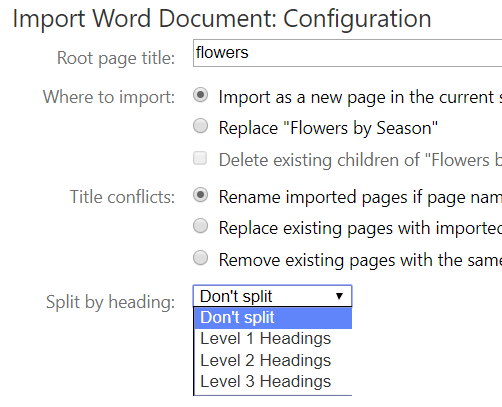 Import Word Document: Configuration
Root page title: flowers
Where to import: Import as a new page in the current
Replace "Flowers by Season"
Delete existing children of "Flowers
Title conflicts: Rename imported pages if page
Replace existing pages with imported
Remove existing pages with the same
Split by heading: Don't split
Don't split
Level 1 Headings
Level 2 Headings
Level 3 Headings